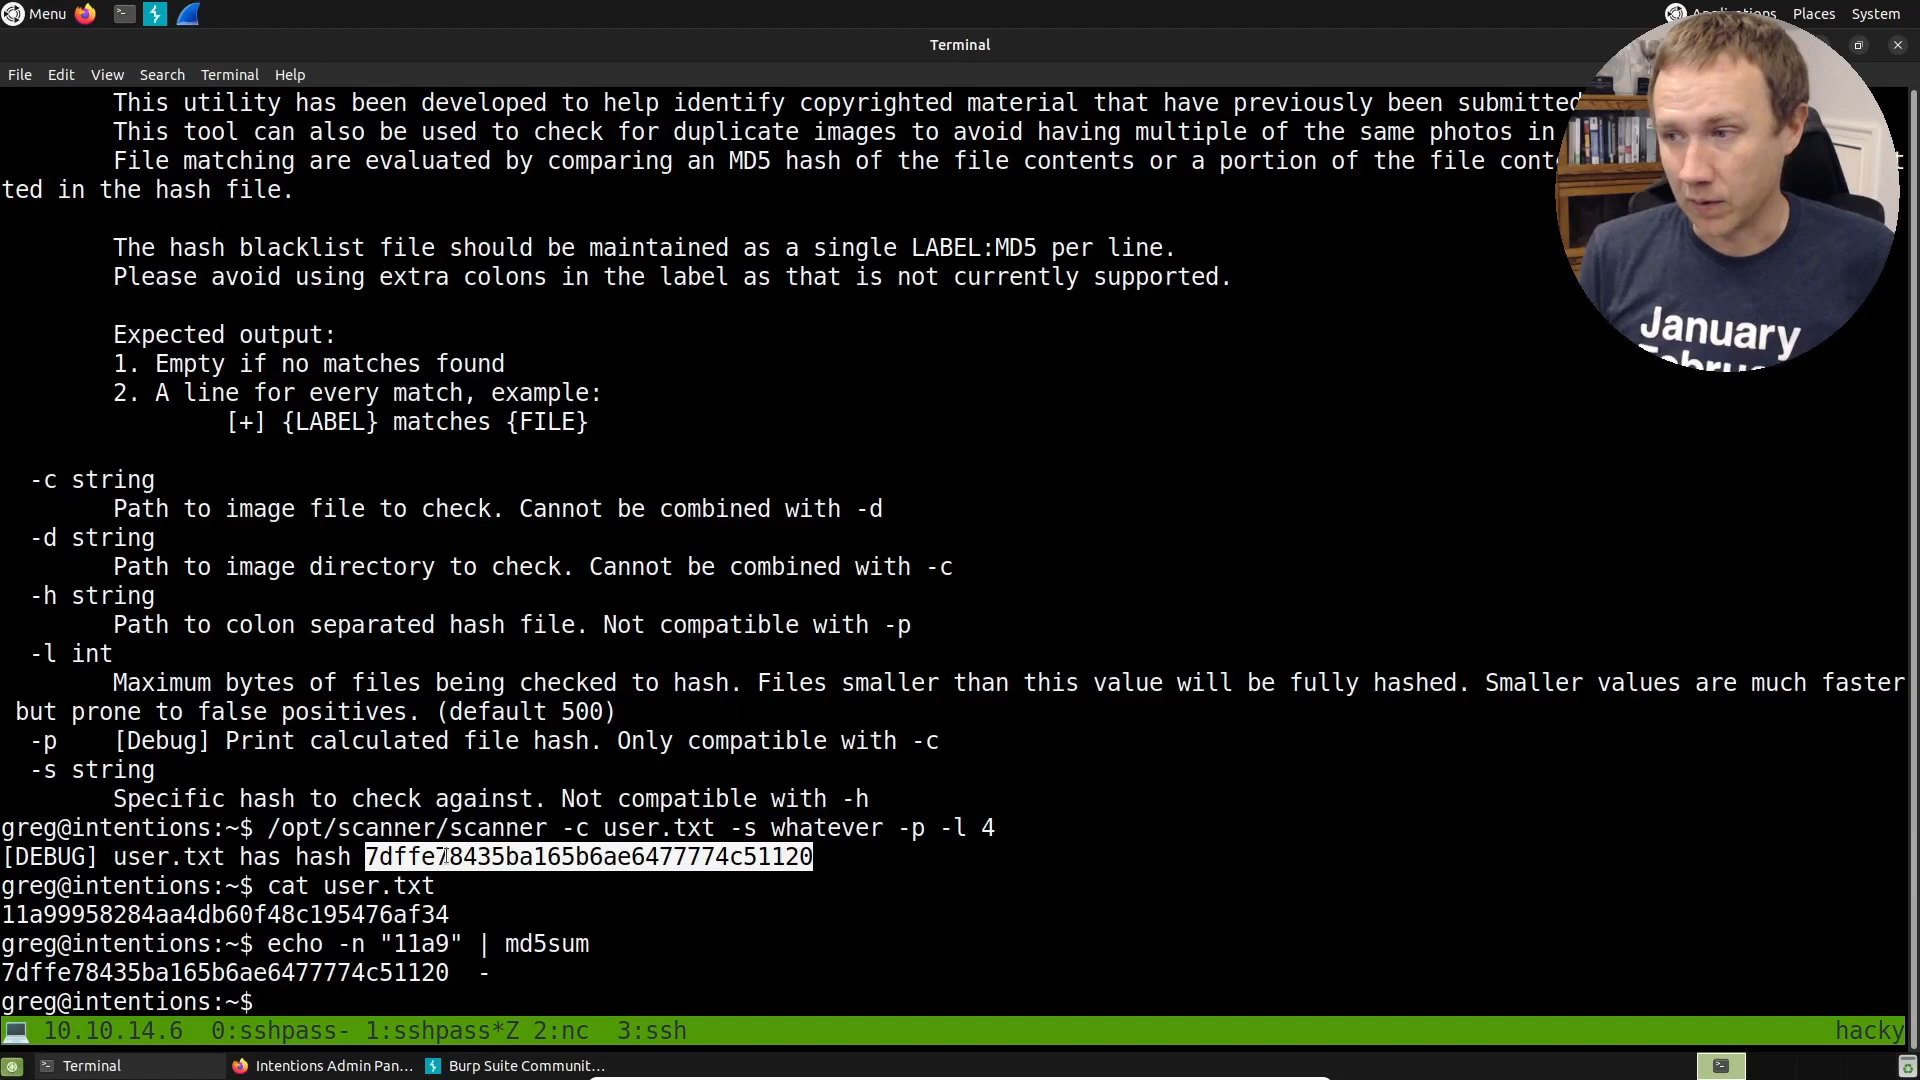 Menu
Applications Places System
Terminal
File Edit View Search Terminal Help
This utility has been developed to help identify copyrighted material that have previously been submitted
This tool can also be used to check for duplicate images to avoid having multiple of the same photos in
File matching are evaluated by comparing an MD5 hash of the file contents or a portion of the file cont t
ted in the hash file.
The hash blacklist file should be maintained as a single LABEL:MD5 per line.
Please avoid using extra colons in the label as that is not currently supported.
Expected output:
1. Empty if no matches found
2. A line for every match, example:
[+] {LABEL} matches {FILE}
-c string
Path to image file to check. Cannot be combined with -d
-d string
Path to image directory to check. Cannot be combined with -c
-h string
Path to colon separated hash file. Not compatible with -p
-l int
Maximum bytes of files being checked to hash. Files smaller than this value will be fully hashed. Smaller values are much faster
but prone to false positives. (default 500)
-p [Debug] Print calculated file hash. Only compatible with -c
-s string
Specific hash to check against. Not compatible with -h
greg@intentions:~$ /opt/scanner/scanner -c user.txt -s whatever -p -l 4
[DEBUG] user.txt has hash 7dffe78435ba165b6ae6477774c51120
greg@intentions:~$ cat user.txt
11a99958284aa4db60f48c195476af34
greg@intentions:~$ echo -n "11a9" | md5sum
7dffe78435ba165b6ae6477774c51120 -
greg@intentions:~$
10.10.14.6 0:sshpass- 1:sshpass*Z 2:nc 3:ssh hacky
Terminal Intentions Admin Pan... Burp Suite Communit...
January